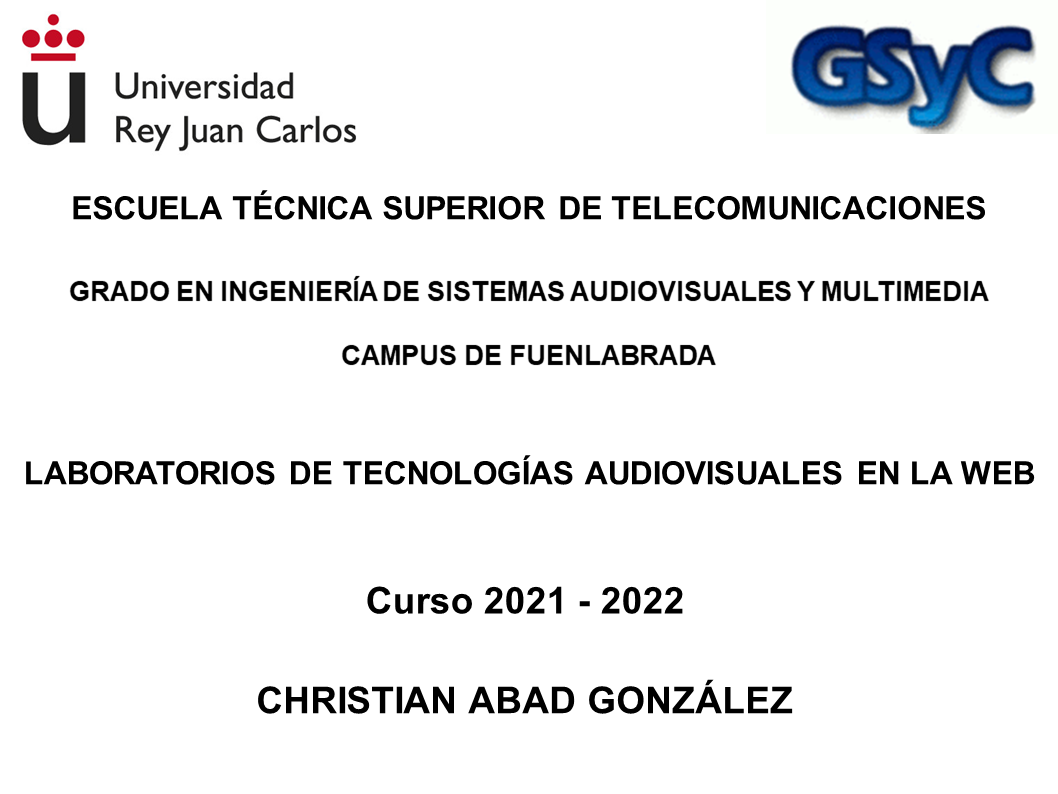 Universidad
Rey Juan Carlos
GSyC
ESCUELA TÉCNICA SUPERIOR DE TELECOMUNICACIONES
GRADO EN INGENIERÍA DE SISTEMAS AUDIOVISUALES Y MULTIMEDIA
CAMPUS DE FUENLABRADA
LABORATORIOS DE TECNOLOGÍAS AUDIOVISUALES EN LA WEB
Curso 2021 - 2022
CHRISTIAN ABAD GONZÁLEZ